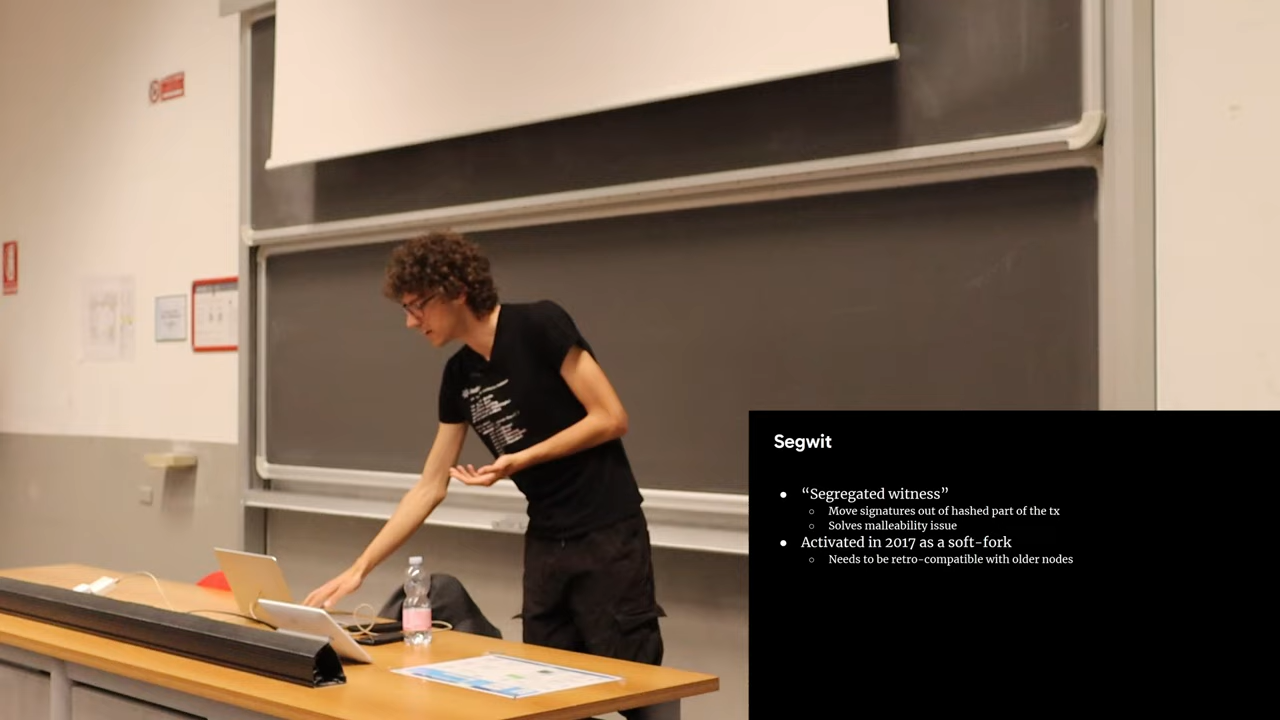 Segwit
● “Segregated witness”
○ Move signatures out of hashed part of the tx
○ Solves malleability issue
● Activated in 2017 as a soft-fork
○ Needs to be retro-compatible with older nodes